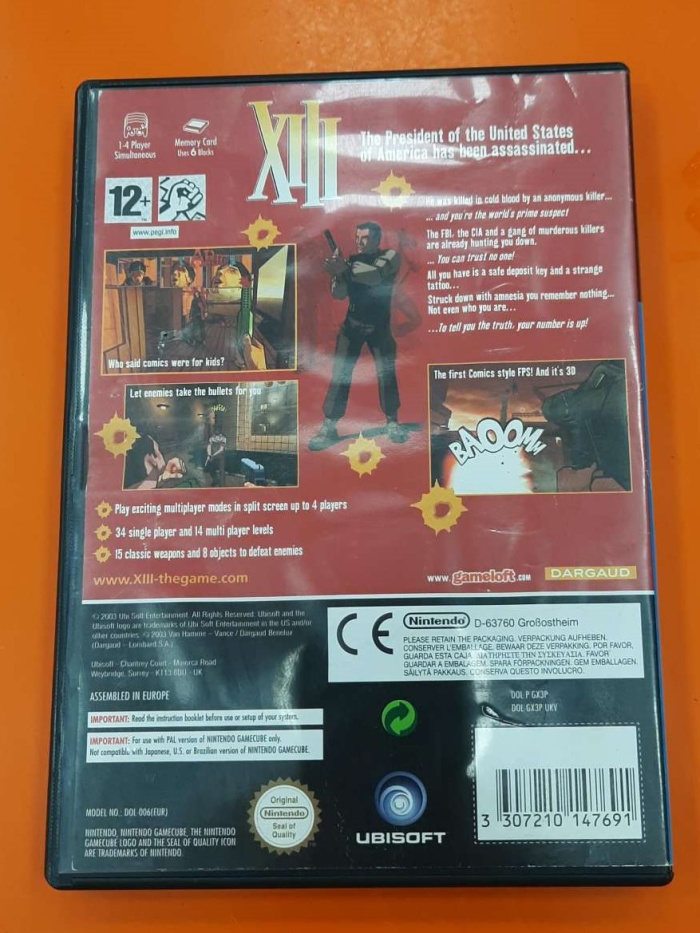 1-4 Player
Simultaneous
Memory Card
Uses 6 Blocks
XIII
The President of the United States
of America has been assassinated...
12+
www.pegi.info
He was killed in cold blood by an anonymous killer...
... and you're the world's prime suspect
The FBI, the CIA and a gang of murderous killers
are already hunting you down.
... You can trust no one!
All you have is a safe deposit key and a strange
tattoo...
Struck down with amnesia you remember nothing...
Not even who you are...
...To tell you the truth, your number is up!
Who said comics were for kids?
Let enemies take the bullets for you
The first Comics style FPS! And it's 3D
BAOOMM
Play exciting multiplayer modes in split screen up to 4 players
34 single player and 14 multi player levels
15 classic weapons and 8 objects to defeat enemies
www.XIII-thegame.com
www.gameloft.com
DARGAUD
© 2003 Ubi Soft Entertainment. All Rights Reserved. Ubisoft and the
Ubisoft logo are trademarks of Ubi Soft Entertainment in the US and/or
other countries. © 2003 Van Hamme - Vance / Dargaud Benelux
(Dargaud - Lombard S.A.)
Ubisoft - Chantrey Court - Minorca Road
Weybridge, Surrey - KT13 8DU - UK
ASSEMBLED IN EUROPE
IMPORTANT: Read the instruction booklet before use or setup of your system.
IMPORTANT: For use with PAL version of NINTENDO GAMECUBE only.
Not compatible with Japanese, U.S. or Brazilian version of NINTENDO GAMECUBE.
CE
Nintendo D-63760 Großostheim
PLEASE RETAIN THE PACKAGING. VERPACKUNG AUFHEBEN.
CONSERVER L'EMBALLAGE. BEWAAR DEZE VERPAKKING. POR FAVOR,
GUARDA ESTA CAJA. ΔΙΑΤΗΡΗΣΤΕ ΤΗΝ ΣΥΣΚΕΥΑΣΙΑ. FAVOR
GUARDAR A EMBALAGEM. SPARA FÖRPACKNINGEN. GEM EMBALLAGEN.
SÄILYTÄ PAKKAUS. CONSERVA QUESTO INVOLUCRO.
DOL P GX3P
DOL GX3P UKV
MODEL NO.: DOL-006(EUR)
NINTENDO, NINTENDO GAMECUBE, THE NINTENDO
GAMECUBE LOGO AND THE SEAL OF QUALITY ICON
ARE TRADEMARKS OF NINTENDO.
Original
Nintendo
Seal of
Quality
UBISOFT
3 307210 147691